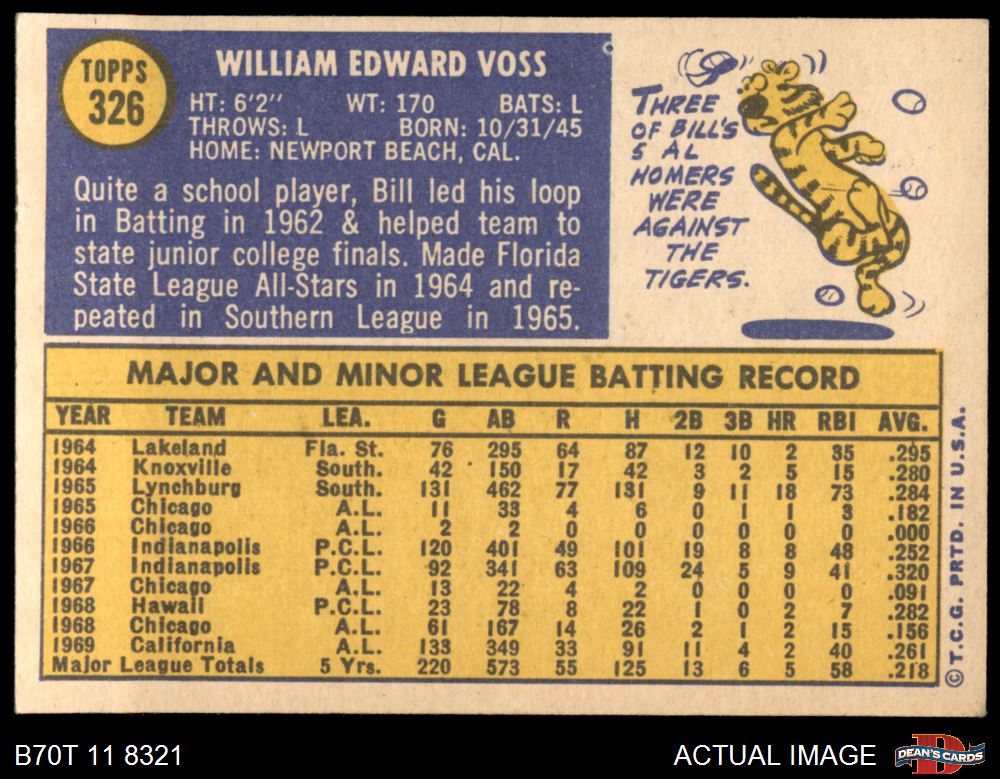 TOPPS
326
WILLIAM EDWARD VOSS
HT: 6'2" WT: 170 BATS: L
THROWS: L BORN: 10/31/45
HOME: NEWPORT BEACH, CAL.
Quite a school player, Bill led his loop
in Batting in 1962 & helped team to
state junior college finals. Made Florida
State League All-Stars in 1964 and re-
peated in Southern League in 1965.
THREE
OF BILL'S
5 AL
HOMERS
WERE
AGAINST
THE
TIGERS.
MAJOR AND MINOR LEAGUE BATTING RECORD
YEAR TEAM LEA. G AB R H 2B 3B HR RBI AVG.
1964 Lakeland Fla. St. 76 295 64 87 12 10 2 35 .295
1964 Knoxville South. 42 150 17 42 3 2 5 15 .280
1965 Lynchburg South. 131 462 77 131 9 11 18 73 .284
1965 Chicago A.L. 11 33 4 6 0 1 1 3 .182
1966 Chicago A.L. 2 2 0 0 0 0 0 0 .000
1966 Indianapolis P.C.L. 120 401 49 101 19 8 8 48 .252
1967 Indianapolis P.C.L. 92 341 63 109 24 5 9 41 .320
1967 Chicago A.L. 13 22 4 2 0 0 0 0 .091
1968 Hawaii P.C.L. 23 78 8 22 1 0 2 7 .282
1968 Chicago A.L. 61 167 14 26 2 1 2 15 .156
1969 California A.L. 133 349 33 91 11 4 2 40 .261
Major League Totals 5 Yrs. 220 573 55 125 13 6 5 58 .218
© T.C.G. PRTD. IN U.S.A.
B70T 11 8321
ACTUAL IMAGE
D
DEAN'S CARDS